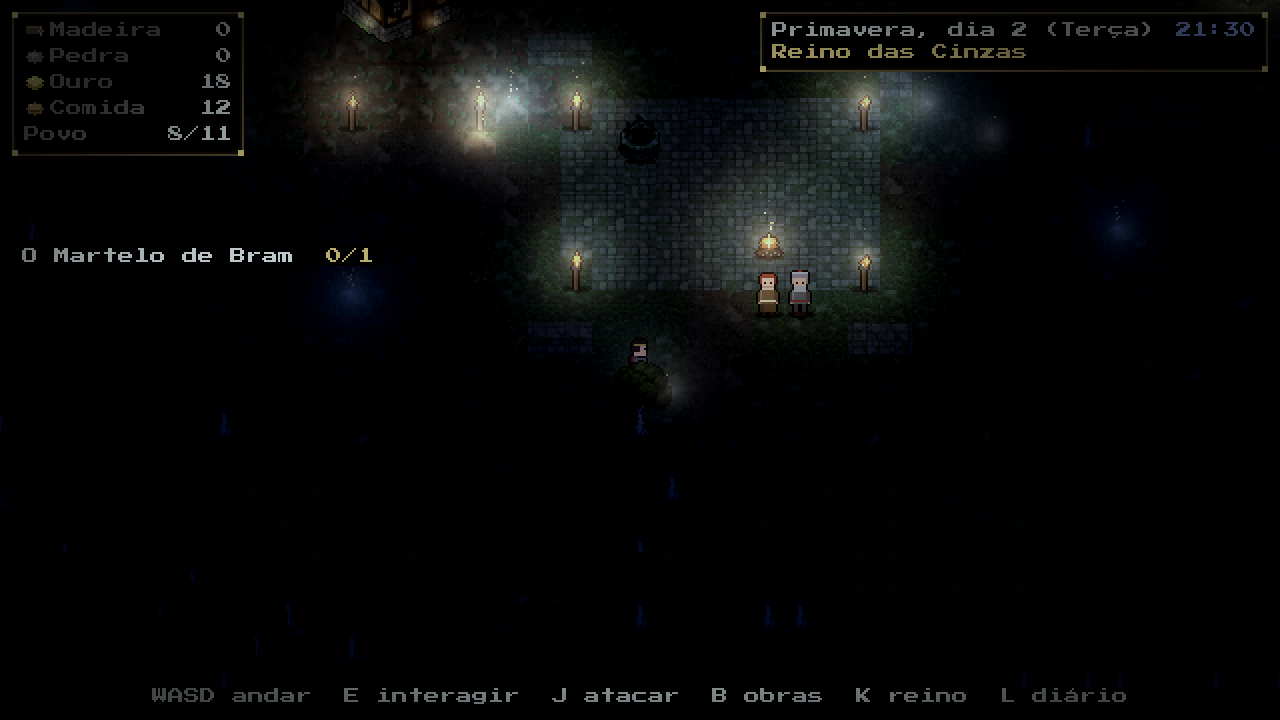 Madeira 0
Pedra 0
Ouro 18
Comida 12
Povo 8/11
Primavera, dia 2 (Terça) 21:30
Reino das Cinzas
O Martelo de Bram 0/1
WASD andar E interagir J atacar B obras K reino L diário